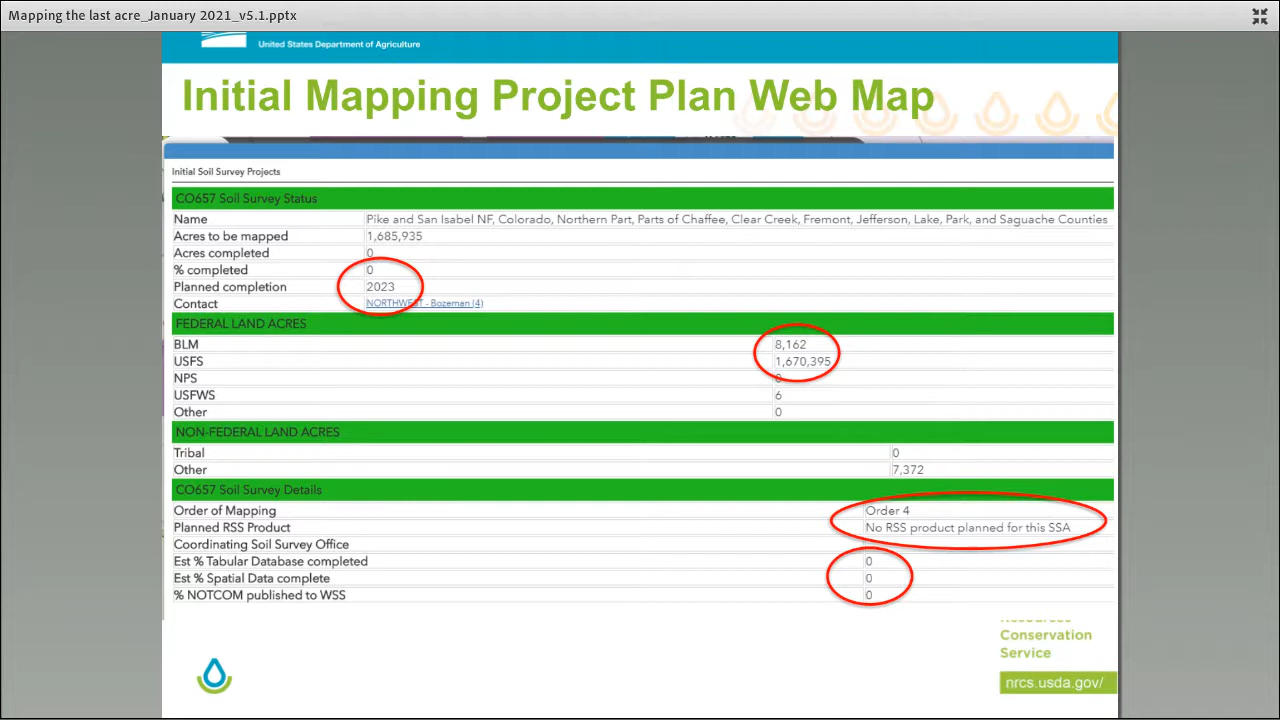 Mapping the last acre_January 2021_v5.1.pptx
United States Department of Agriculture
Initial Mapping Project Plan Web Map
Initial Soil Survey Projects
CO657 Soil Survey Status
Name Pike and San Isabel NF, Colorado, Northern Part, Parts of Chaffee, Clear Creek, Fremont, Jefferson, Lake, Park, and Saguache Counties
Acres to be mapped 1,685,935
Acres completed 0
% completed 0
Planned completion 2023
Contact NORTHWEST - Bozeman (4)
FEDERAL LAND ACRES
BLM 8,162
USFS 1,670,395
NPS 0
USFWS 6
Other 0
NON-FEDERAL LAND ACRES
Tribal 0
Other 7,372
CO657 Soil Survey Details
Order of Mapping Order 4
Planned RSS Product No RSS product planned for this SSA
Coordinating Soil Survey Office
Est % Tabular Database completed 0
Est % Spatial Data complete 0
% NOTCOM published to WSS 0
Resources
Conservation
Service
nrcs.usda.gov/